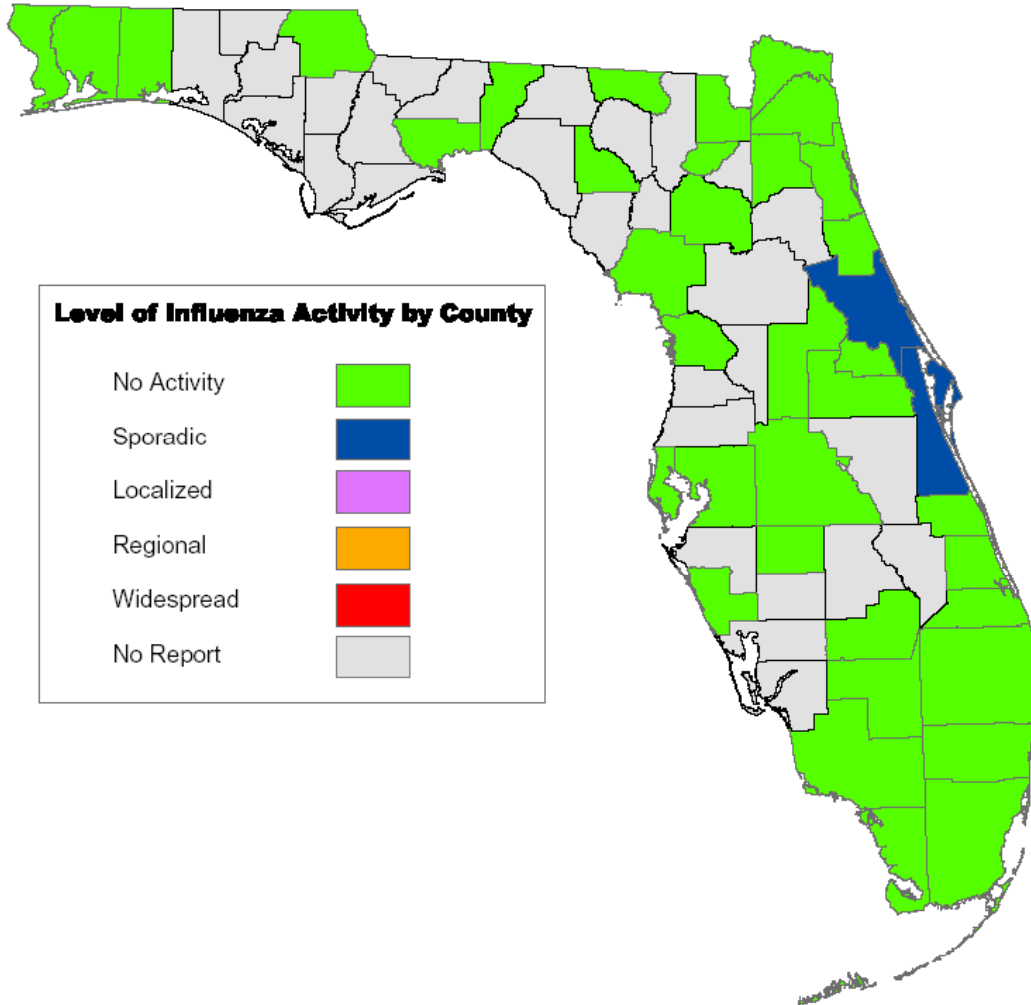 Level of Influenza Activity by County
No Activity
Sporadic
Localized
Regional
Widespread
No Report